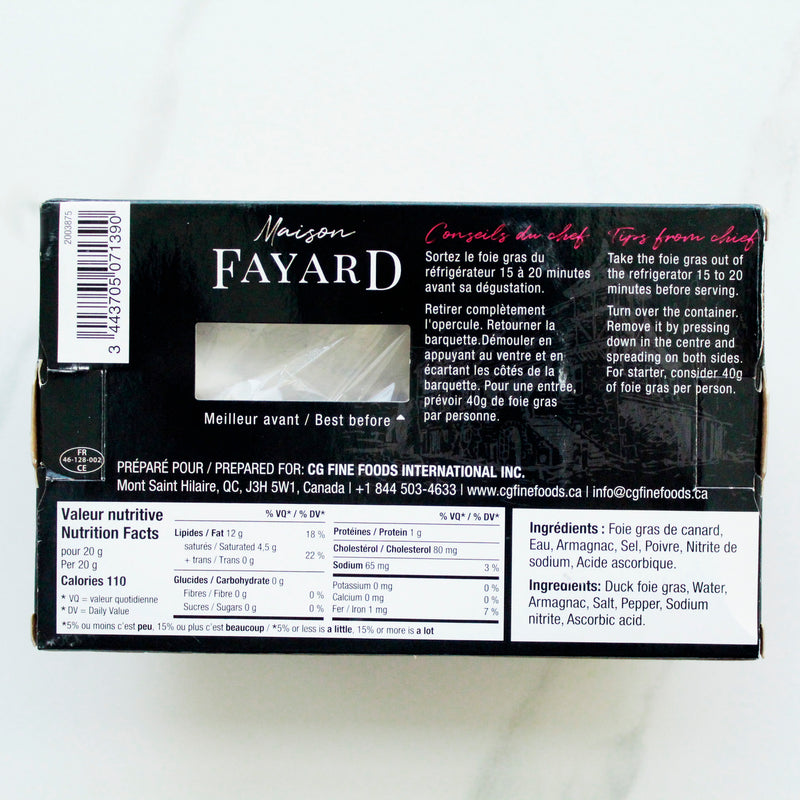 2003875
3 443705 071390
Maison
FAYARD
Meilleur avant / Best before
Conseils du chef
Sortez le foie gras du
réfrigérateur 15 à 20 minutes
avant sa dégustation.
Retirer complètement
l'opercule. Retourner la
barquette.Démouler en
appuyant au ventre et en
écartant les côtés de la
barquette. Pour une entrée,
prévoir 40g de foie gras
par personne.
Tips from chief
Take the foie gras out of
the refrigerator 15 to 20
minutes before serving.
Turn over the container.
Remove it by pressing
down in the centre and
spreading on both sides.
For starter, consider 40g
of foie gras per person.
FR
46-128-002
CE
PRÉPARÉ POUR / PREPARED FOR: CG FINE FOODS INTERNATIONAL INC.
Mont Saint Hilaire, QC, J3H 5W1, Canada | +1 844 503-4633 | www.cgfinefoods.ca | info@cgfinefoods.ca
Valeur nutritive
Nutrition Facts
pour 20 g
Per 20 g
Calories 110
* VQ = valeur quotidienne
* DV = Daily Value
% VQ* / % DV*
Lipides / Fat 12 g 18 %
saturés / Saturated 4,5 g
+ trans / Trans 0 g 22 %
Glucides / Carbohydrate 0 g
Fibres / Fibre 0 g 0 %
Sucres / Sugars 0 g 0 %
% VQ* / % DV*
Protéines / Protein 1 g
Cholestérol / Cholesterol 80 mg
Sodium 65 mg 3 %
Potassium 0 mg 0 %
Calcium 0 mg 0 %
Fer / Iron 1 mg 7 %
*5% ou moins c'est peu, 15% ou plus c'est beaucoup / *5% or less is a little, 15% or more is a lot
Ingrédients : Foie gras de canard,
Eau, Armagnac, Sel, Poivre, Nitrite de
sodium, Acide ascorbique.
Ingredients: Duck foie gras, Water,
Armagnac, Salt, Pepper, Sodium
nitrite, Ascorbic acid.